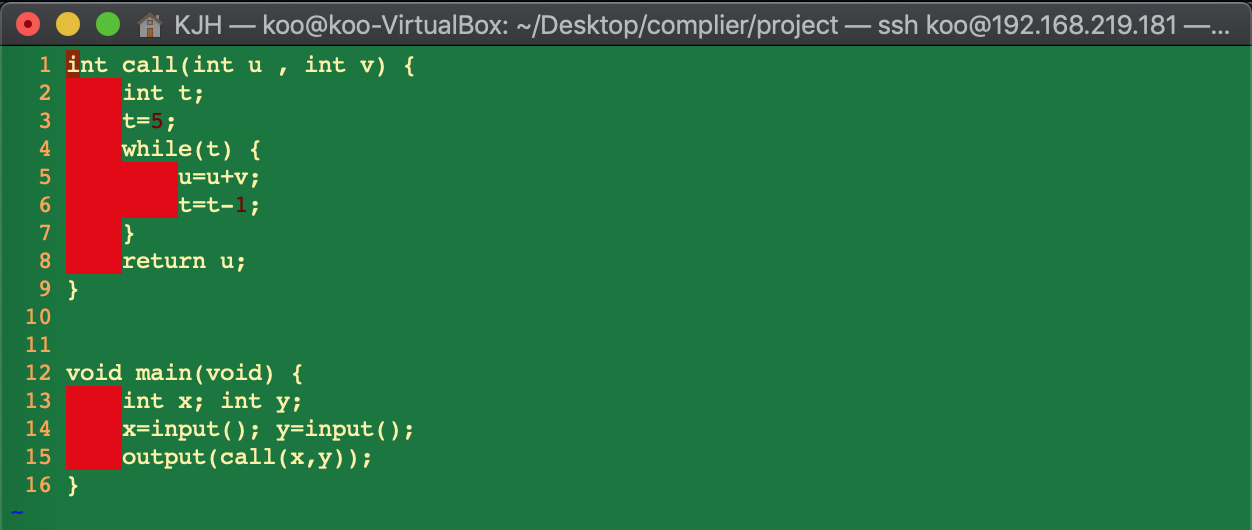 KJH — koo@koo-VirtualBox: ~/Desktop/complier/project — ssh koo@192.168.219.181 —...
1 int call(int u , int v) {
2 int t;
3 t=5;
4 while(t) {
5 u=u+v;
6 t=t-1;
7 }
8 return u;
9 }
10
11
12 void main(void) {
13 int x; int y;
14 x=input(); y=input();
15 output(call(x,y));
16 }
~